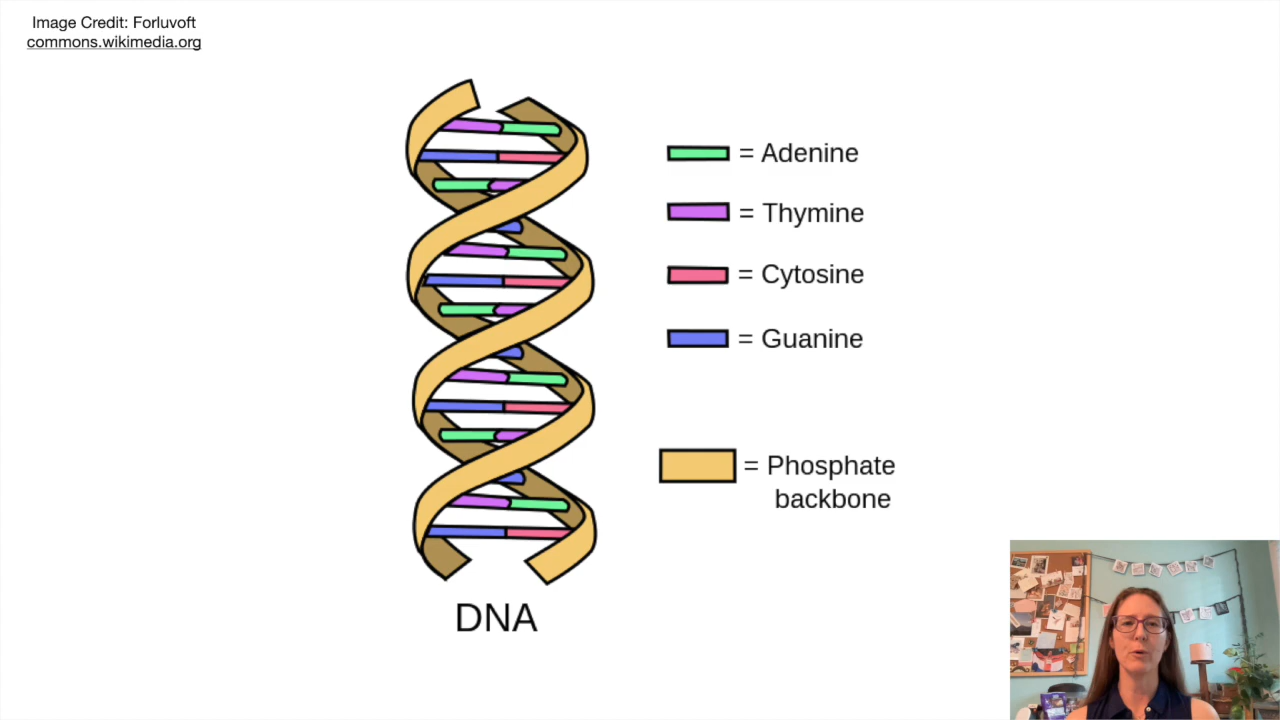 Image Credit: Forluvoft
commons.wikimedia.org
= Adenine
= Thymine
= Cytosine
= Guanine
= Phosphate
backbone
DNA